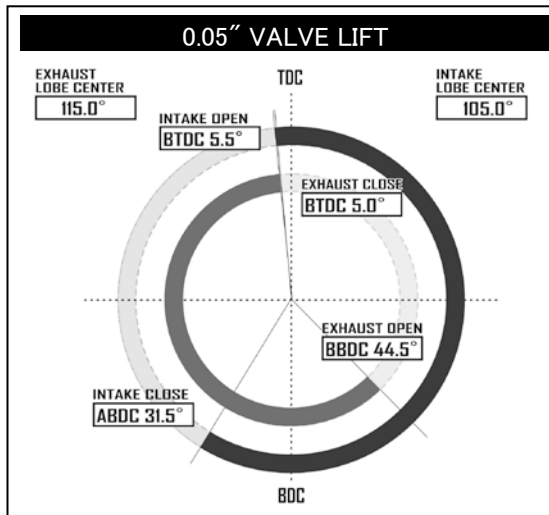 0.05″ VALVE LIFT
EXHAUST
LOBE CENTER
115.0°
TDC
INTAKE
LOBE CENTER
105.0°
INTAKE OPEN
BTDC 5.5°
EXHAUST CLOSE
BTDC 5.0°
EXHAUST OPEN
BBDC 44.5°
INTAKE CLOSE
ABDC 31.5°
BDC